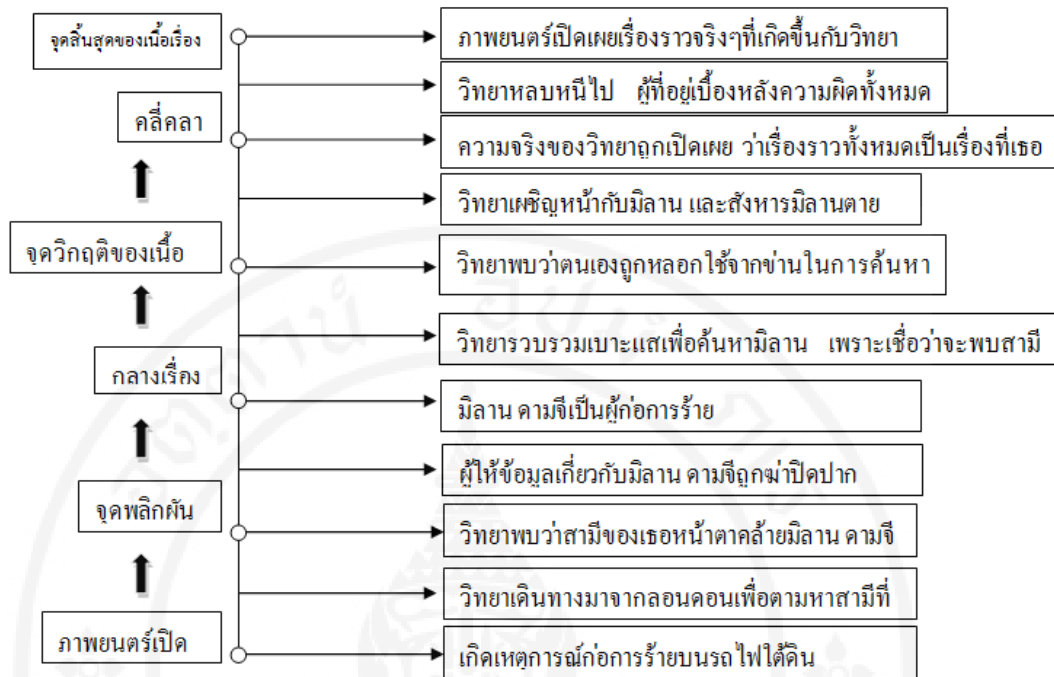 จุดสิ้นสุดของเนื้อเรื่อง
ภาพยนตร์เปิดเผยเรื่องราวจริงๆที่เกิดขึ้นกับวิทยา
วิทยาหลบหนีไป ผู้ที่อยู่เบื้องหลังความผิดทั้งหมด
คลี่คลา
ความจริงของวิทยาถูกเปิดเผย ว่าเรื่องราวทั้งหมดเป็นเรื่องที่เธอ
วิทยาเผชิญหน้ากับมิลาน และสังหารมิลานตาย
จุดวิกฤติของเนื้อ
วิทยาพบว่าตนเองถูกหลอกใช้จากข่านในการค้นหา
วิทยารวบรวมเบาะแสเพื่อค้นหามิลาน เพราะเชื่อว่าจะพบสามี
กลางเรื่อง
มิลาน คามจีเป็นผู้ก่อการร้าย
ผู้ให้ข้อมูลเกี่ยวกับมิลาน คามจีถูกฆ่าปิดปาก
จุดพลิกผัน
วิทยาพบว่าสามีของเธอหน้าตาคล้ายมิลาน คามจี
วิทยาเดินทางมาจากลอนดอนเพื่อตามหาสามีที่
ภาพยนตร์เปิด
เกิดเหตุการณ์ก่อการร้ายบนรถไฟใต้ดิน